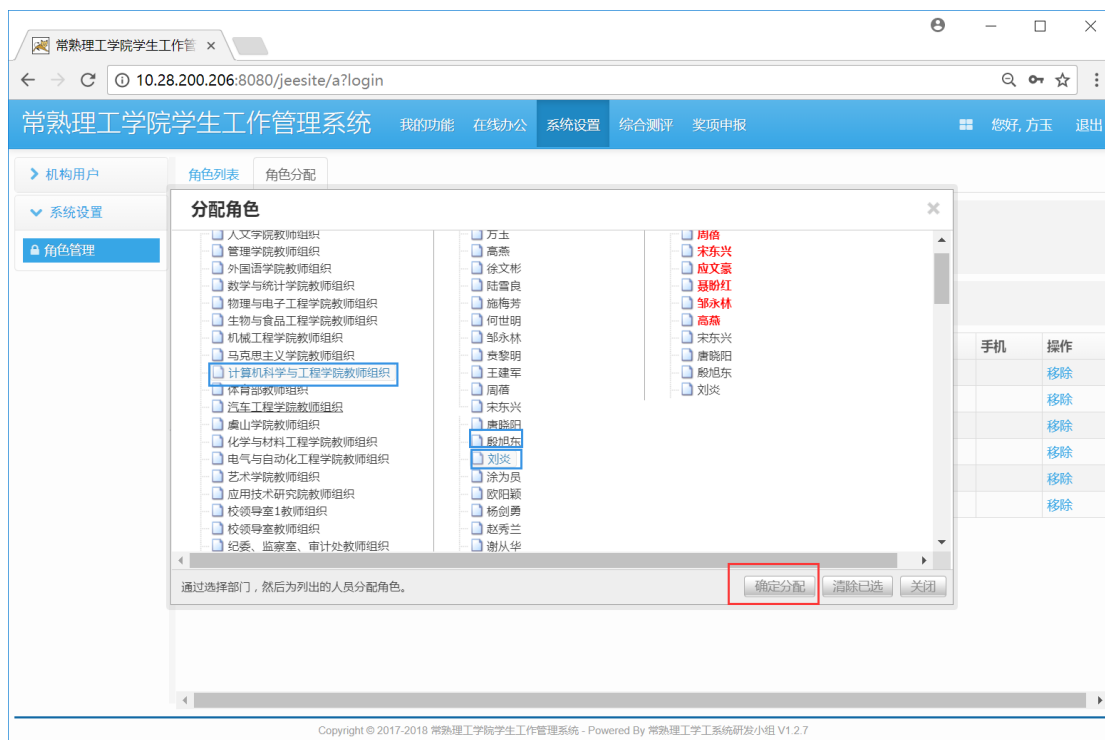 常熟理工学院学生工作管
10.28.200.206:8080/jeesite/a?login
常熟理工学院学生工作管理系统
我的功能 在线办公 系统设置 综合测评 奖项申报
您好, 方玉 退出
机构用户
系统设置
角色管理
角色列表 角色分配
分配角色
人文学院教师组织
管理学院教师组织
外国语学院教师组织
数学与统计学院教师组织
物理与电子工程学院教师组织
生物与食品工程学院教师组织
机械工程学院教师组织
马克思主义学院教师组织
计算机科学与工程学院教师组织
体育部教师组织
汽车工程学院教师组织
虞山学院教师组织
化学与材料工程学院教师组织
电气与自动化工程学院教师组织
艺术学院教师组织
应用技术研究院教师组织
校领导室1教师组织
校领导室教师组织
纪委、监察室、审计处教师组织
方玉
高燕
徐文彬
陆雪良
施梅芳
何世明
邹永林
贲黎明
王建军
周蓓
宋东兴
唐晓阳
殷旭东
刘炎
涂为员
欧阳颖
杨剑勇
赵秀兰
谢从华
周蓓
宋东兴
应文豪
聂盼红
邹永林
高燕
宋东兴
唐晓阳
殷旭东
刘炎
手机 操作
移除
移除
移除
移除
移除
移除
通过选择部门，然后为列出的人员分配角色。
确定分配 清除已选 关闭
Copyright © 2017-2018 常熟理工学院学生工作管理系统 - Powered By 常熟理工学工系统研发小组 V1.2.7